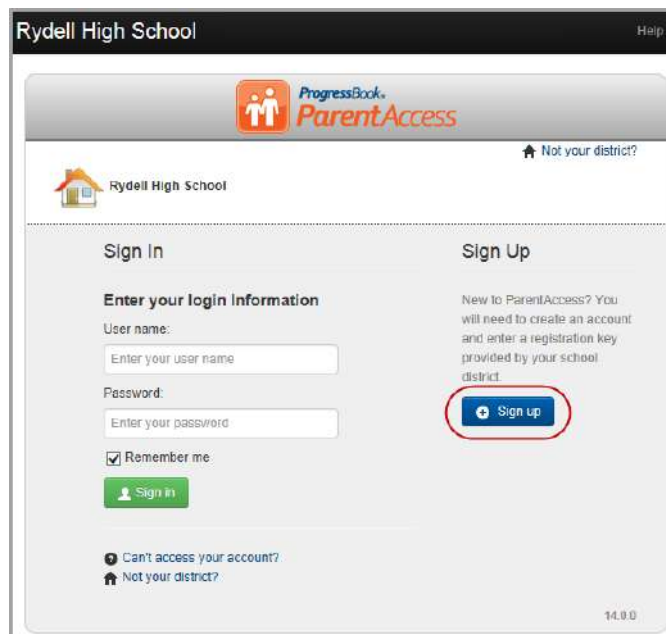 Rydell High School
Help
ProgressBook®
ParentAccess
Not your district?
Rydell High School
Sign In
Sign Up
Enter your login information
User name:
Enter your user name
Password:
Enter your password
Remember me
Sign in
New to ParentAccess? You
will need to create an account
and enter a registration key
provided by your school
district.
Sign up
Can't access your account?
Not your district?
14.0.0